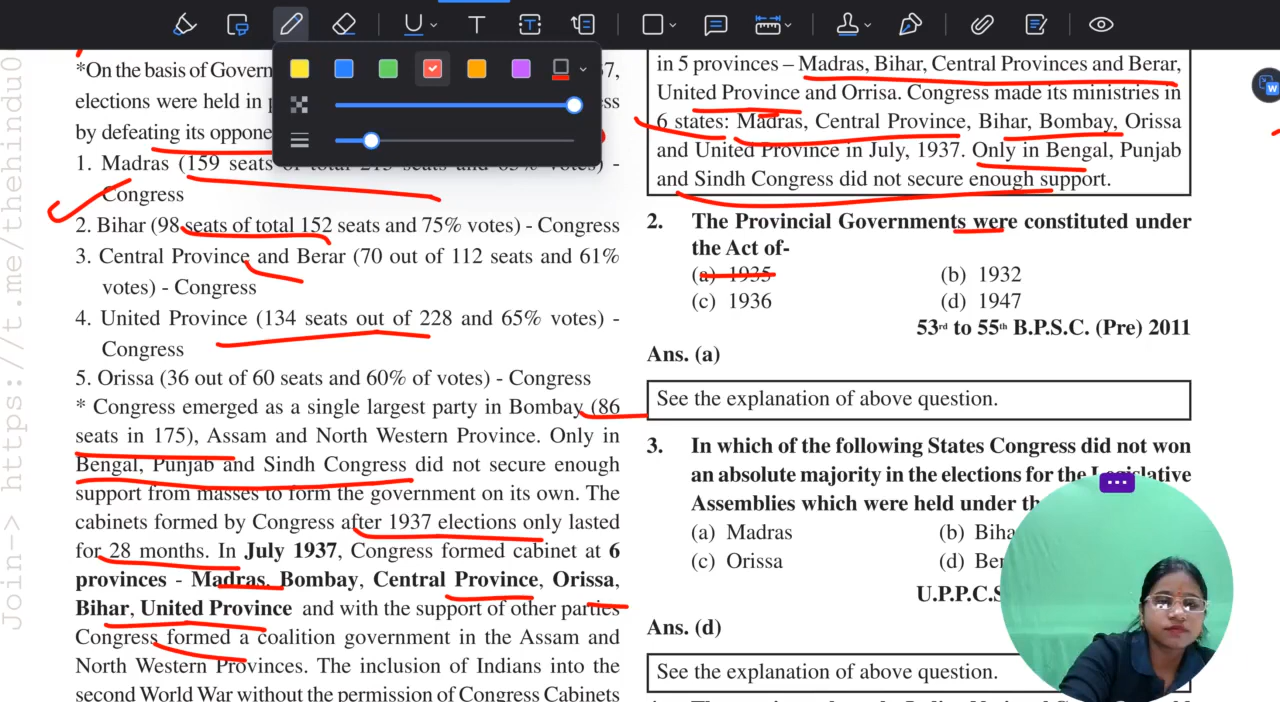 Join-> https://t.me/thehindu0
*On the basis of Govern 37,
elections were held in
by defeating its oppone
1. Madras (159 seats of total 215 seats and 65% votes) -
Congress
2. Bihar (98 seats of total 152 seats and 75% votes) - Congress
3. Central Province and Berar (70 out of 112 seats and 61%
votes) - Congress
4. United Province (134 seats out of 228 and 65% votes) -
Congress
5. Orissa (36 out of 60 seats and 60% of votes) - Congress
* Congress emerged as a single largest party in Bombay (86
seats in 175), Assam and North Western Province. Only in
Bengal, Punjab and Sindh Congress did not secure enough
support from masses to form the government on its own. The
cabinets formed by Congress after 1937 elections only lasted
for 28 months. In July 1937, Congress formed cabinet at 6
provinces - Madras, Bombay, Central Province, Orissa,
Bihar, United Province and with the support of other parties
Congress formed a coalition government in the Assam and
North Western Provinces. The inclusion of Indians into the
second World War without the permission of Congress Cabinets
in 5 provinces – Madras, Bihar, Central Provinces and Berar,
United Province and Orrisa. Congress made its ministries in
6 states: Madras, Central Province, Bihar, Bombay, Orissa
and United Province in July, 1937. Only in Bengal, Punjab
and Sindh Congress did not secure enough support.
2. The Provincial Governments were constituted under
the Act of-
(a) 1935 (b) 1932
(c) 1936 (d) 1947
53rd to 55th B.P.S.C. (Pre) 2011
Ans. (a)
See the explanation of above question.
3. In which of the following States Congress did not won
an absolute majority in the elections for the Legislative
Assemblies which were held under th
(a) Madras (b) Biha
(c) Orissa (d) Ben
U.P.P.C.S
Ans. (d)
See the explanation of above question.